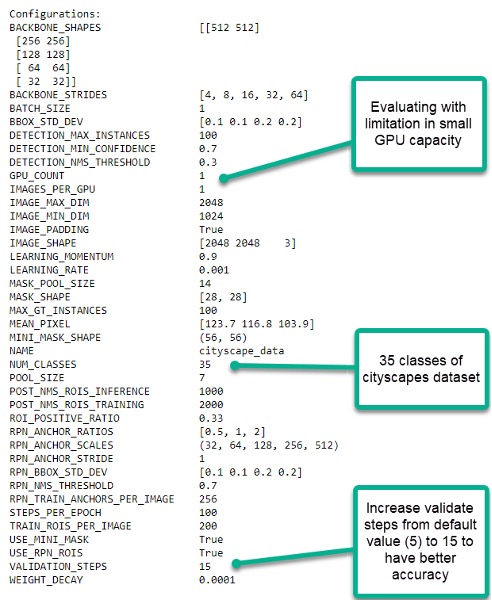 Configurations:
BACKBONE_SHAPES [[512 512]
[256 256]
[128 128]
[ 64 64]
[ 32 32]]
BACKBONE_STRIDES [4, 8, 16, 32, 64]
BATCH_SIZE 1
BBOX_STD_DEV [0.1 0.1 0.2 0.2]
DETECTION_MAX_INSTANCES 100
DETECTION_MIN_CONFIDENCE 0.7
DETECTION_NMS_THRESHOLD 0.3
GPU_COUNT 1
IMAGES_PER_GPU 1
IMAGE_MAX_DIM 2048
IMAGE_MIN_DIM 1024
IMAGE_PADDING True
IMAGE_SHAPE [2048 2048 3]
LEARNING_MOMENTUM 0.9
LEARNING_RATE 0.001
MASK_POOL_SIZE 14
MASK_SHAPE [28, 28]
MAX_GT_INSTANCES 100
MEAN_PIXEL [123.7 116.8 103.9]
MINI_MASK_SHAPE (56, 56)
NAME cityscape_data
NUM_CLASSES 35
POOL_SIZE 7
POST_NMS_ROIS_INFERENCE 1000
POST_NMS_ROIS_TRAINING 2000
ROI_POSITIVE_RATIO 0.33
RPN_ANCHOR_RATIOS [0.5, 1, 2]
RPN_ANCHOR_SCALES (32, 64, 128, 256, 512)
RPN_ANCHOR_STRIDE 1
RPN_BBOX_STD_DEV [0.1 0.1 0.2 0.2]
RPN_NMS_THRESHOLD 0.7
RPN_TRAIN_ANCHORS_PER_IMAGE 256
STEPS_PER_EPOCH 100
TRAIN_ROIS_PER_IMAGE 200
USE_MINI_MASK True
USE_RPN_ROIS True
VALIDATION_STEPS 15
WEIGHT_DECAY 0.0001
Evaluating with
limitation in small
GPU capacity
35 classes of
cityscapes dataset
Increase validate
steps from default
value (5) to 15 to
have better
accuracy